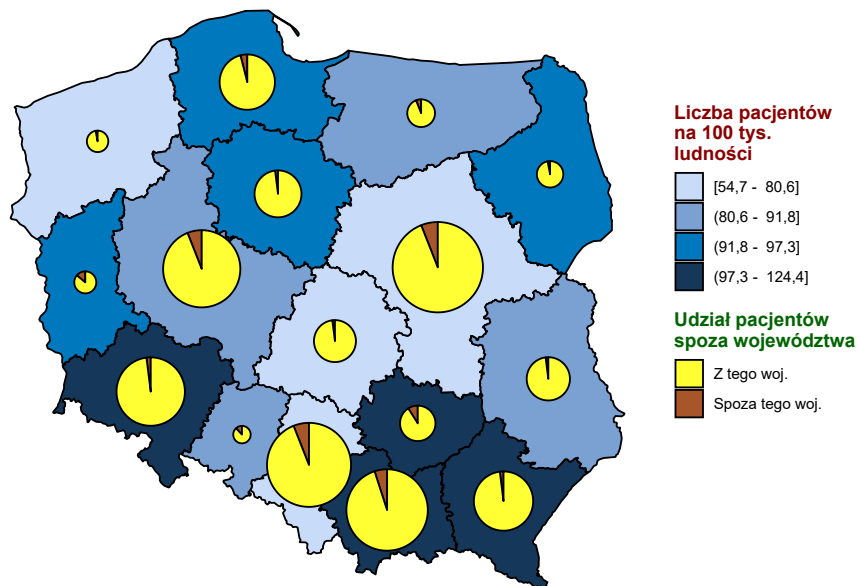 Liczba pacjentów
na 100 tys.
ludności
[54,7 - 80,6]
(80,6 - 91,8]
(91,8 - 97,3]
(97,3 - 124,4]
Udział pacjentów
spoza województwa
Z tego woj.
Spoza tego woj.